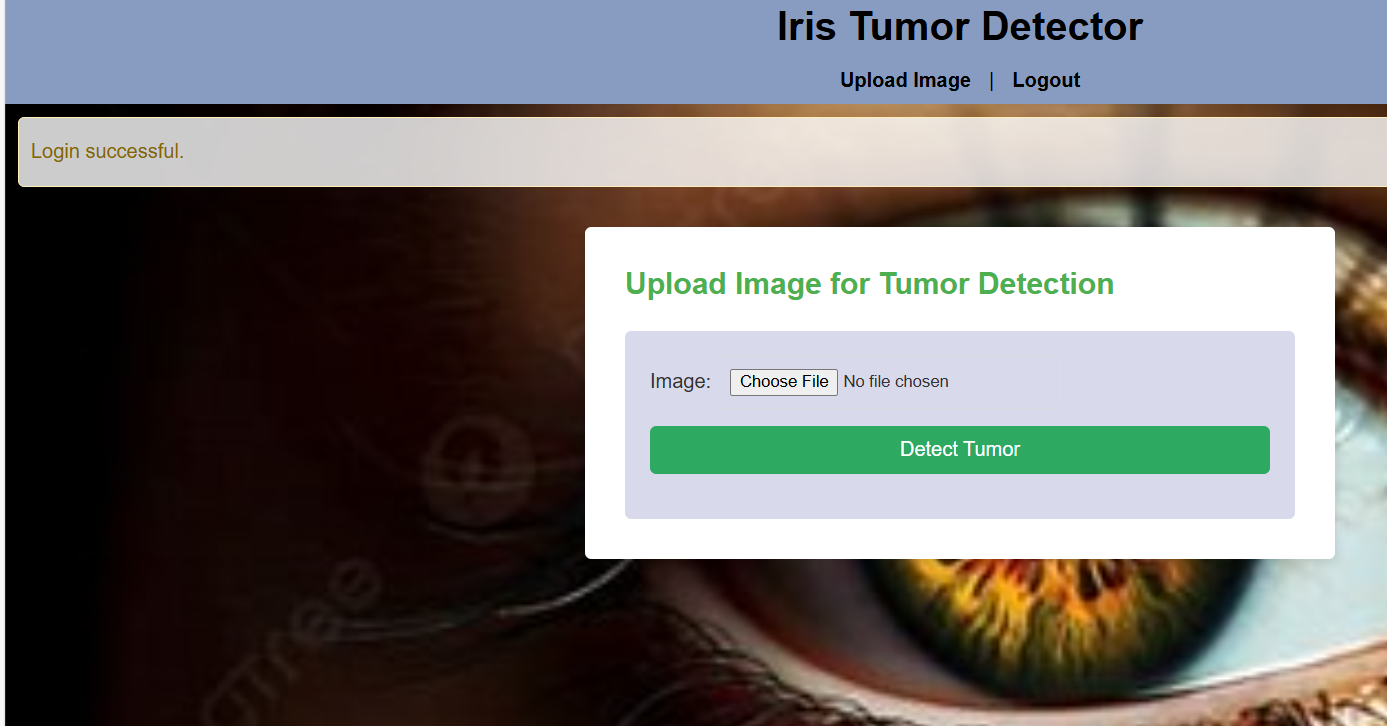 Iris Tumor Detector
Upload Image | Logout
Login successful.
Upload Image for Tumor Detection
Image: Choose File No file chosen
Detect Tumor